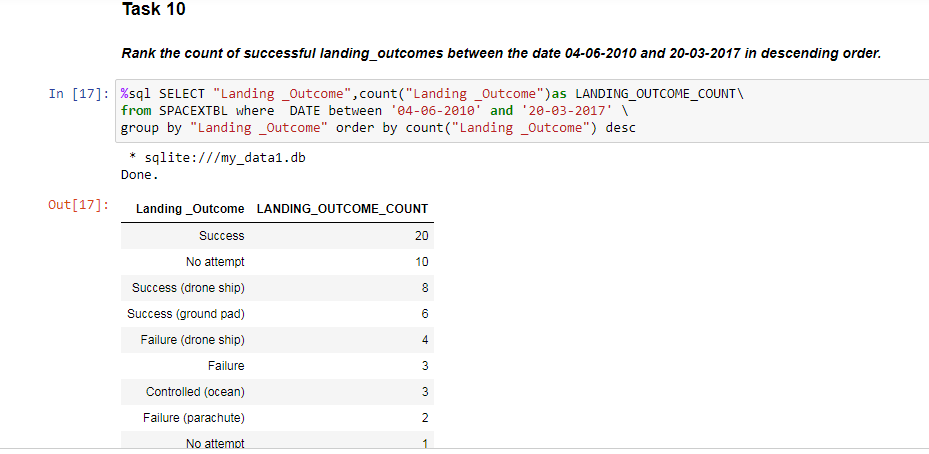 Task 10
Rank the count of successful landing_outcomes between the date 04-06-2010 and 20-03-2017 in descending order.
In [17]: %sql SELECT "Landing _Outcome",count("Landing _Outcome")as LANDING_OUTCOME_COUNT\
from SPACEXTBL where  DATE between '04-06-2010' and '20-03-2017' \
group by "Landing _Outcome" order by count("Landing _Outcome") desc
* sqlite:///my_data1.db
Done.
Out[17]: Landing _Outcome LANDING_OUTCOME_COUNT
Success 20
No attempt 10
Success (drone ship) 8
Success (ground pad) 6
Failure (drone ship) 4
Failure 3
Controlled (ocean) 3
Failure (parachute) 2
No attempt 1